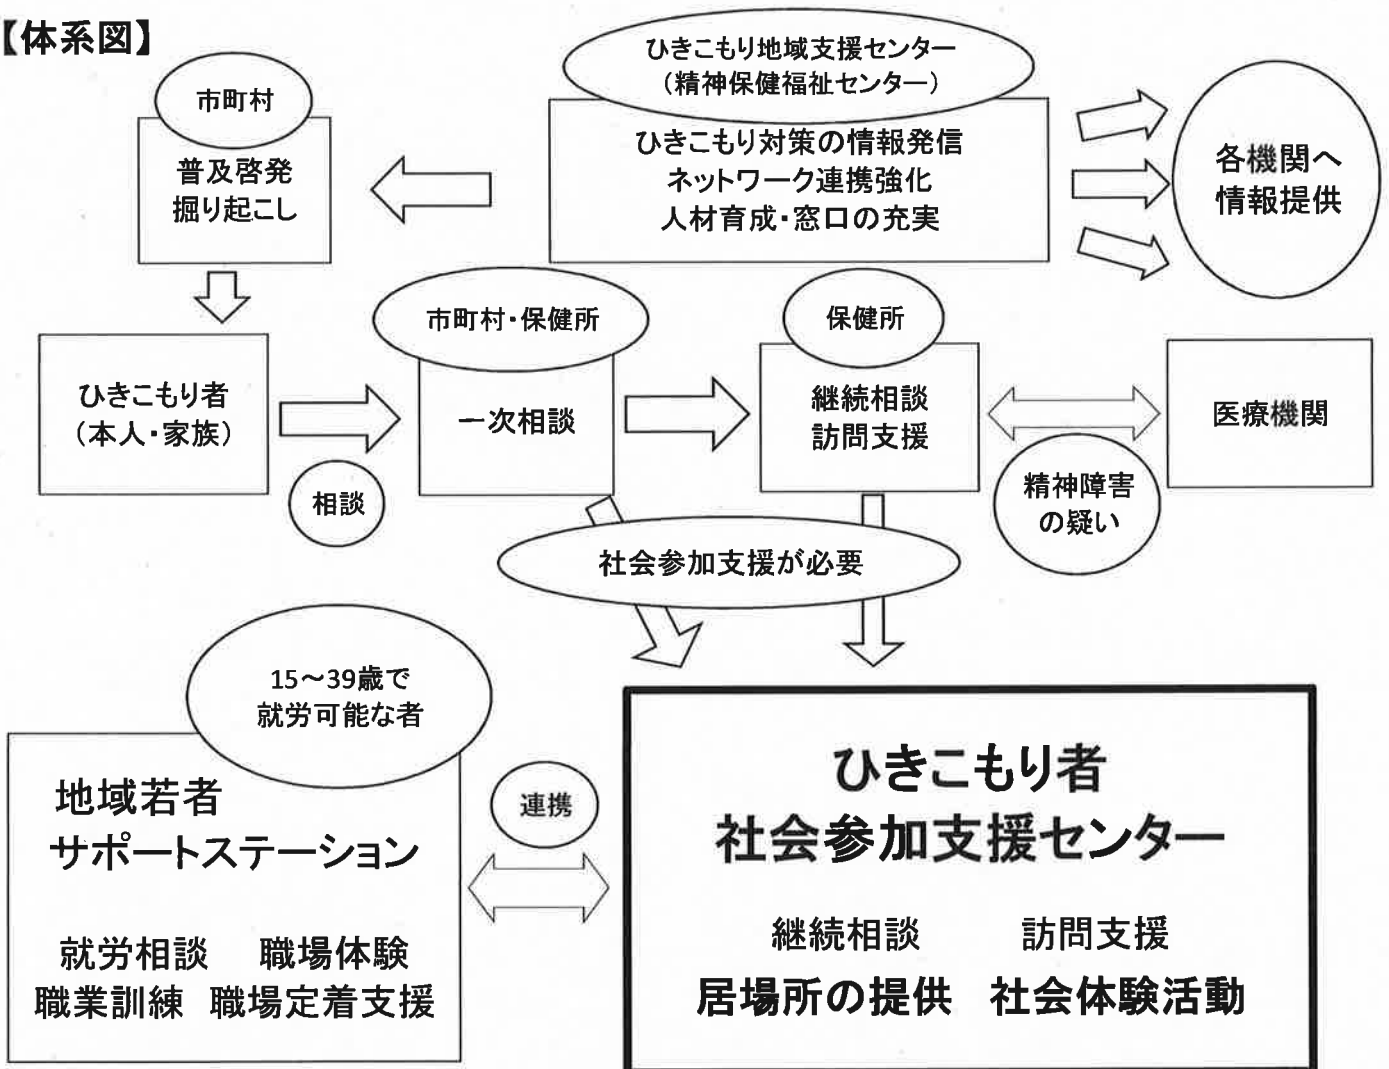 【体系図】
ひきこもり地域支援センター
(精神保健福祉センター)
ひきこもり対策の情報発信
ネットワーク連携強化
人材育成・窓口の充実
市町村
普及啓発
掘り起こし
各機関へ
情報提供
ひきこもり者
(本人・家族)
相談
市町村・保健所
一次相談
保健所
継続相談
訪問支援
精神障害
の疑い
医療機関
社会参加支援が必要
15～39歳で
就労可能な者
地域若者
サポートステーション
就労相談 職場体験
職業訓練 職場定着支援
連携
ひきこもり者
社会参加支援センター
継続相談 訪問支援
居場所の提供 社会体験活動